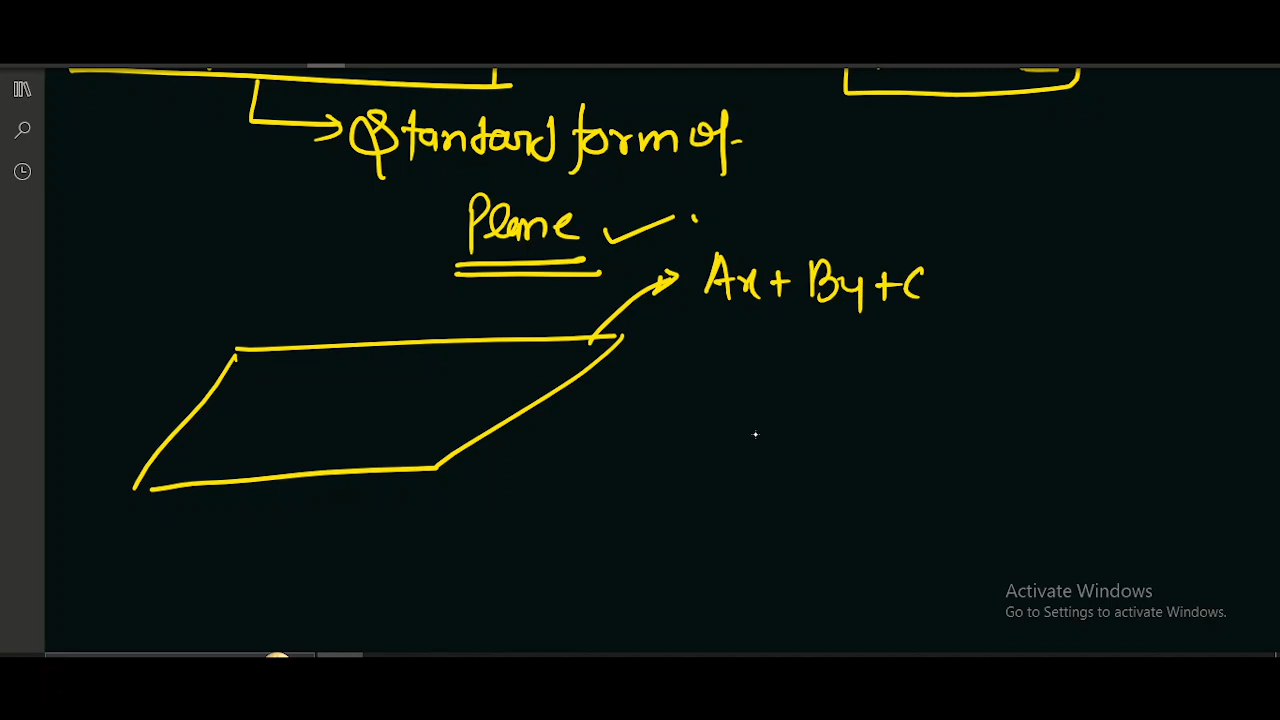 Standard form of
Plane
Ax + By + C
Activate Windows
Go to Settings to activate Windows.